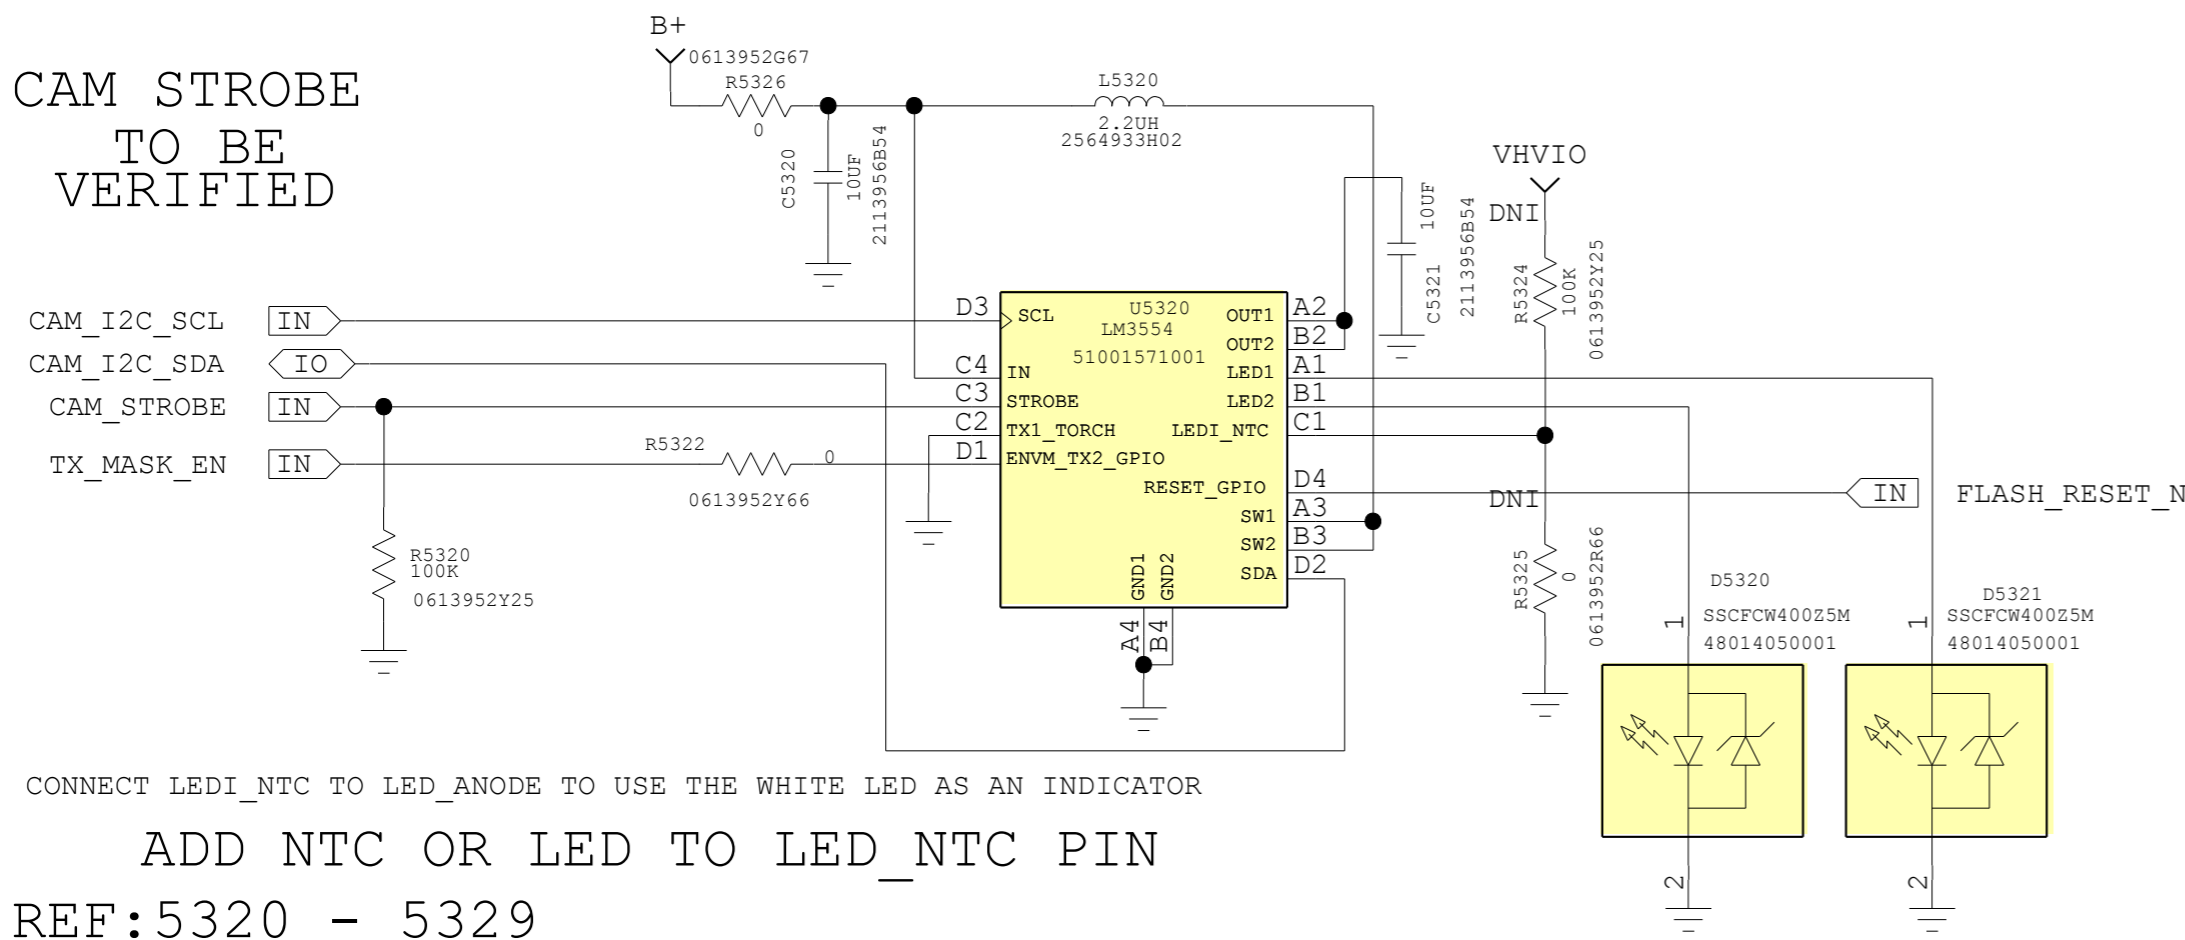 B+
0613952G67
R5326
0
CAM STROBE
TO BE
VERIFIED
C5320
10UF
2113956B54
L5320
2.2UH
2564933H02
VHVIO
DNI
10UF
C5321
2113956B54
R5324
100K
0613952Y25
CAM_I2C_SCL
IN
CAM_I2C_SDA
IO
CAM_STROBE
IN
TX_MASK_EN
IN
R5322
0
0613952Y66
R5320
100K
0613952Y25
D3
C4
C3
C2
D1
U5320
LM3554
51001571001
SCL
IN
STROBE
TX1_TORCH
ENVM_TX2_GPIO
OUT1
OUT2
LED1
LED2
LEDI_NTC
RESET_GPIO
SW1
SW2
SDA
GND1
GND2
A2
B2
A1
B1
C1
D4
A3
B3
D2
A4
B4
DNI
IN
FLASH_RESET_N
R5325
0
0613952R66
D5320
SSCFCW400Z5M
48014050001
1
2
D5321
SSCFCW400Z5M
48014050001
1
2
CONNECT LEDI_NTC TO LED_ANODE TO USE THE WHITE LED AS AN INDICATOR
ADD NTC OR LED TO LED_NTC PIN
REF:5320 - 5329